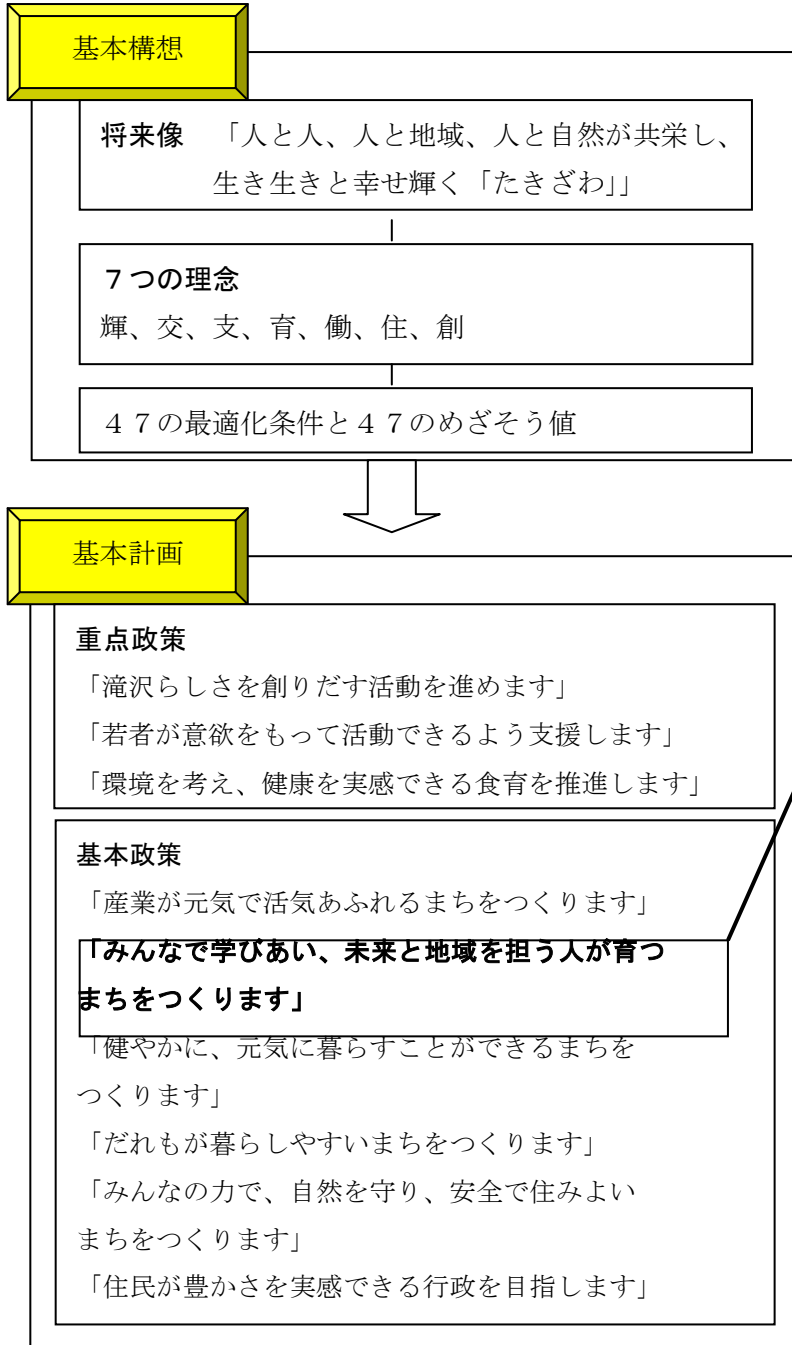 基本構想
将来像　「人と人、人と地域、人と自然が共栄し、
生き生きと幸せ輝く「たきざわ」」
７つの理念
輝、交、支、育、働、住、創
４７の最適化条件と４７のめざそう値
基本計画
重点政策
「滝沢らしさを創りだす活動を進めます」
「若者が意欲をもって活動できるよう支援します」
「環境を考え、健康を実感できる食育を推進します」
基本政策
「産業が元気で活気あふれるまちをつくります」
「みんなで学びあい、未来と地域を担う人が育つ
まちをつくります」
「健やかに、元気に暮らすことができるまちを
つくります」
「だれもが暮らしやすいまちをつくります」
「みんなの力で、自然を守り、安全で住みよい
まちをつくります」
「住民が豊かさを実感できる行政を目指します」